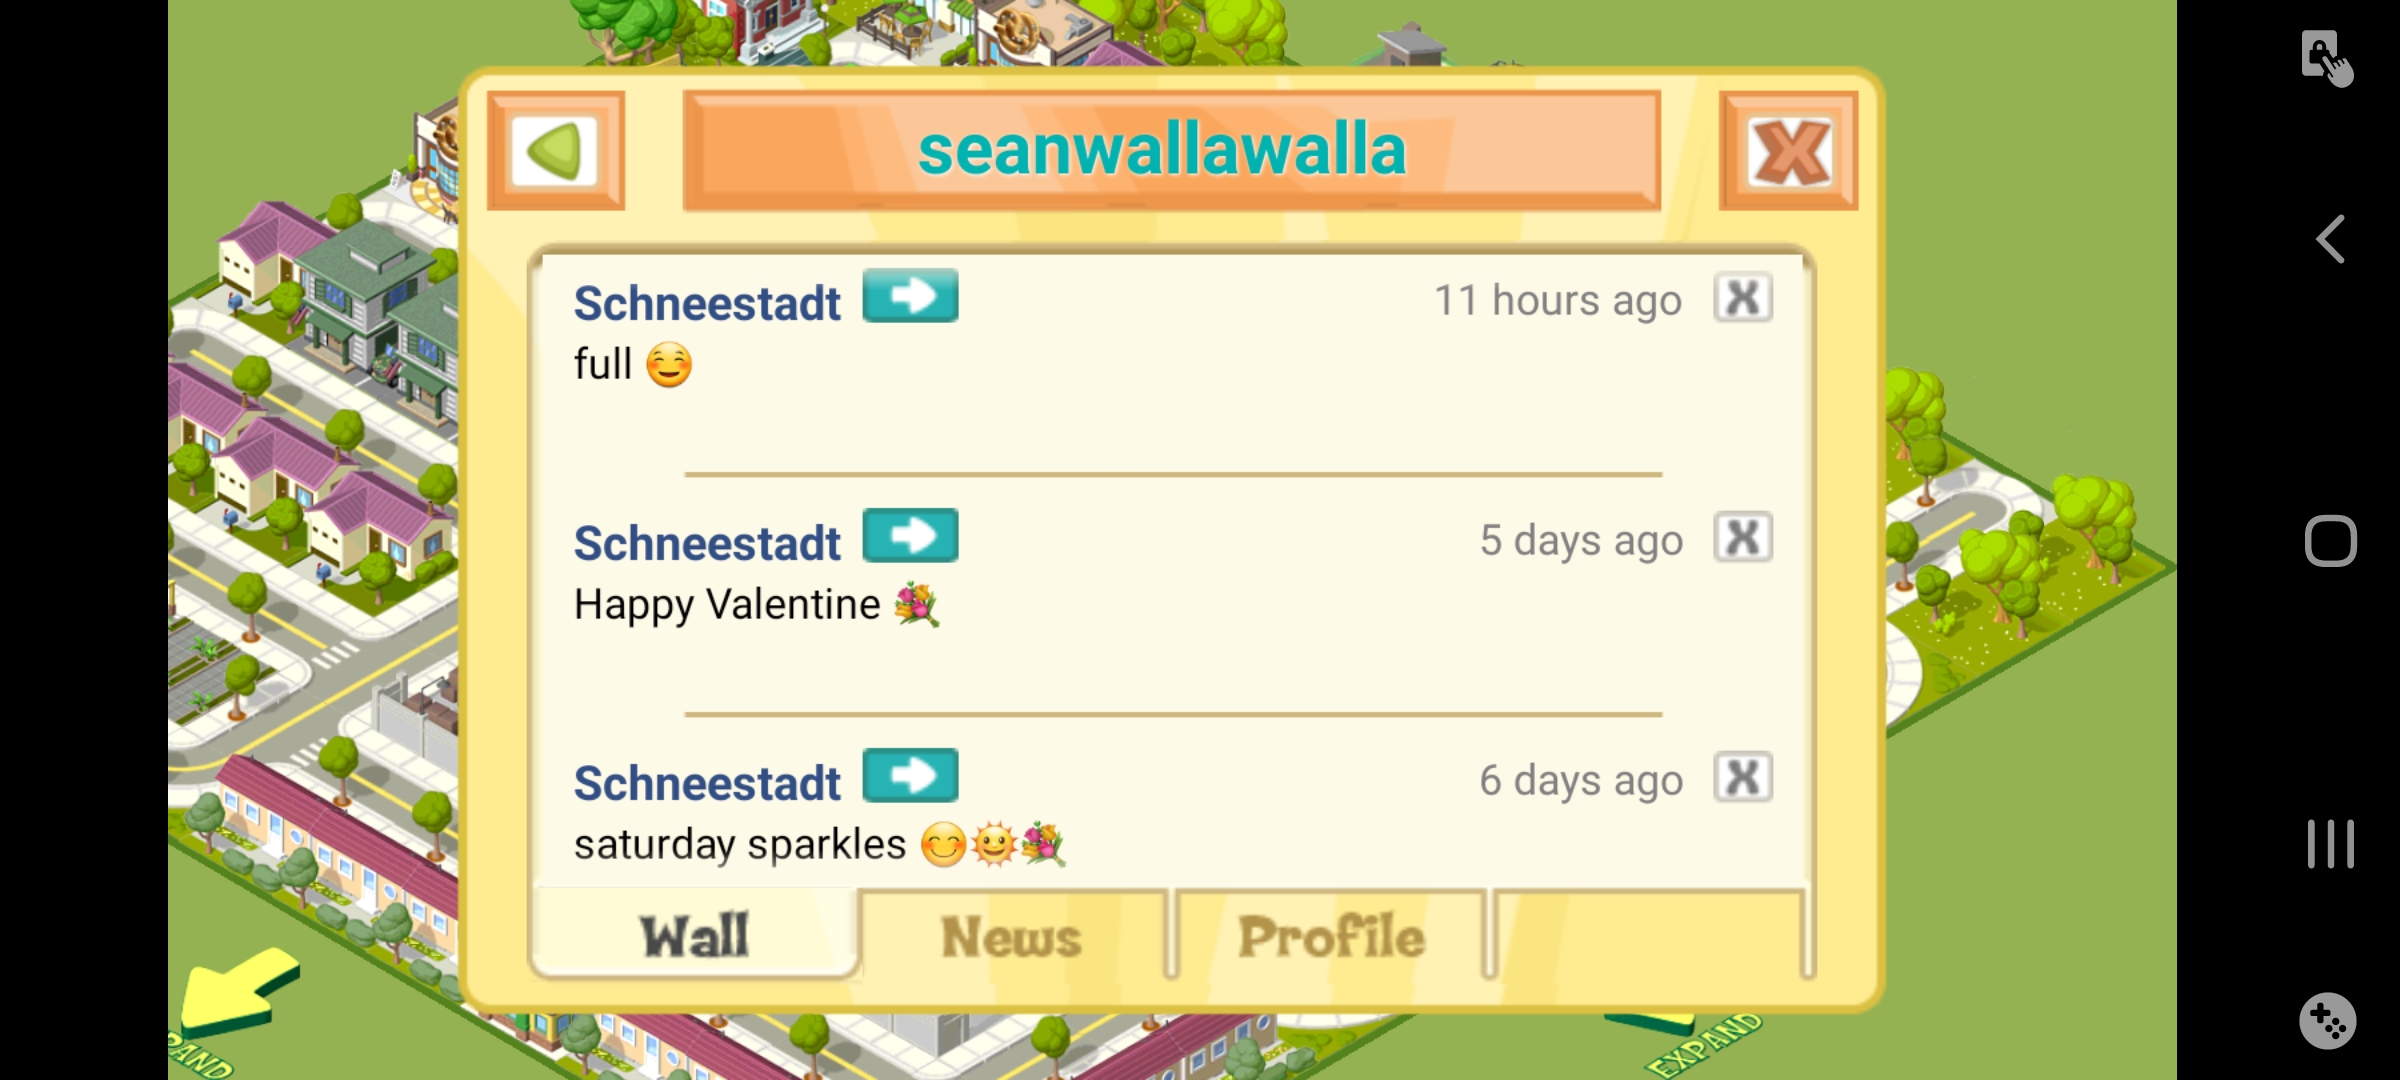 seanwallawalla
Schneestadt
11 hours ago
full 😊
Schneestadt
5 days ago
Happy Valentine 💐
Schneestadt
6 days ago
saturday sparkles 😊🌞💐
Wall
News
Profile
PAND
EXPAND